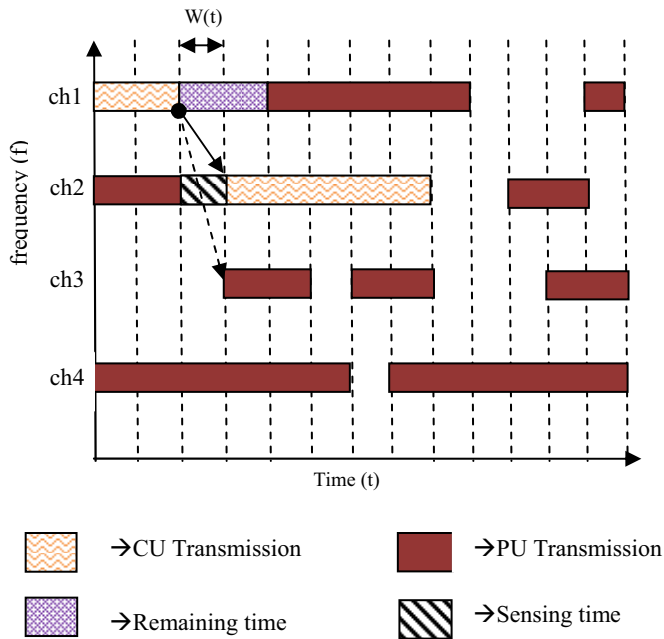 W(t)
ch1
ch2
ch3
ch4
frequency (f)
Time (t)
→CU Transmission
→PU Transmission
→Remaining time
→Sensing time